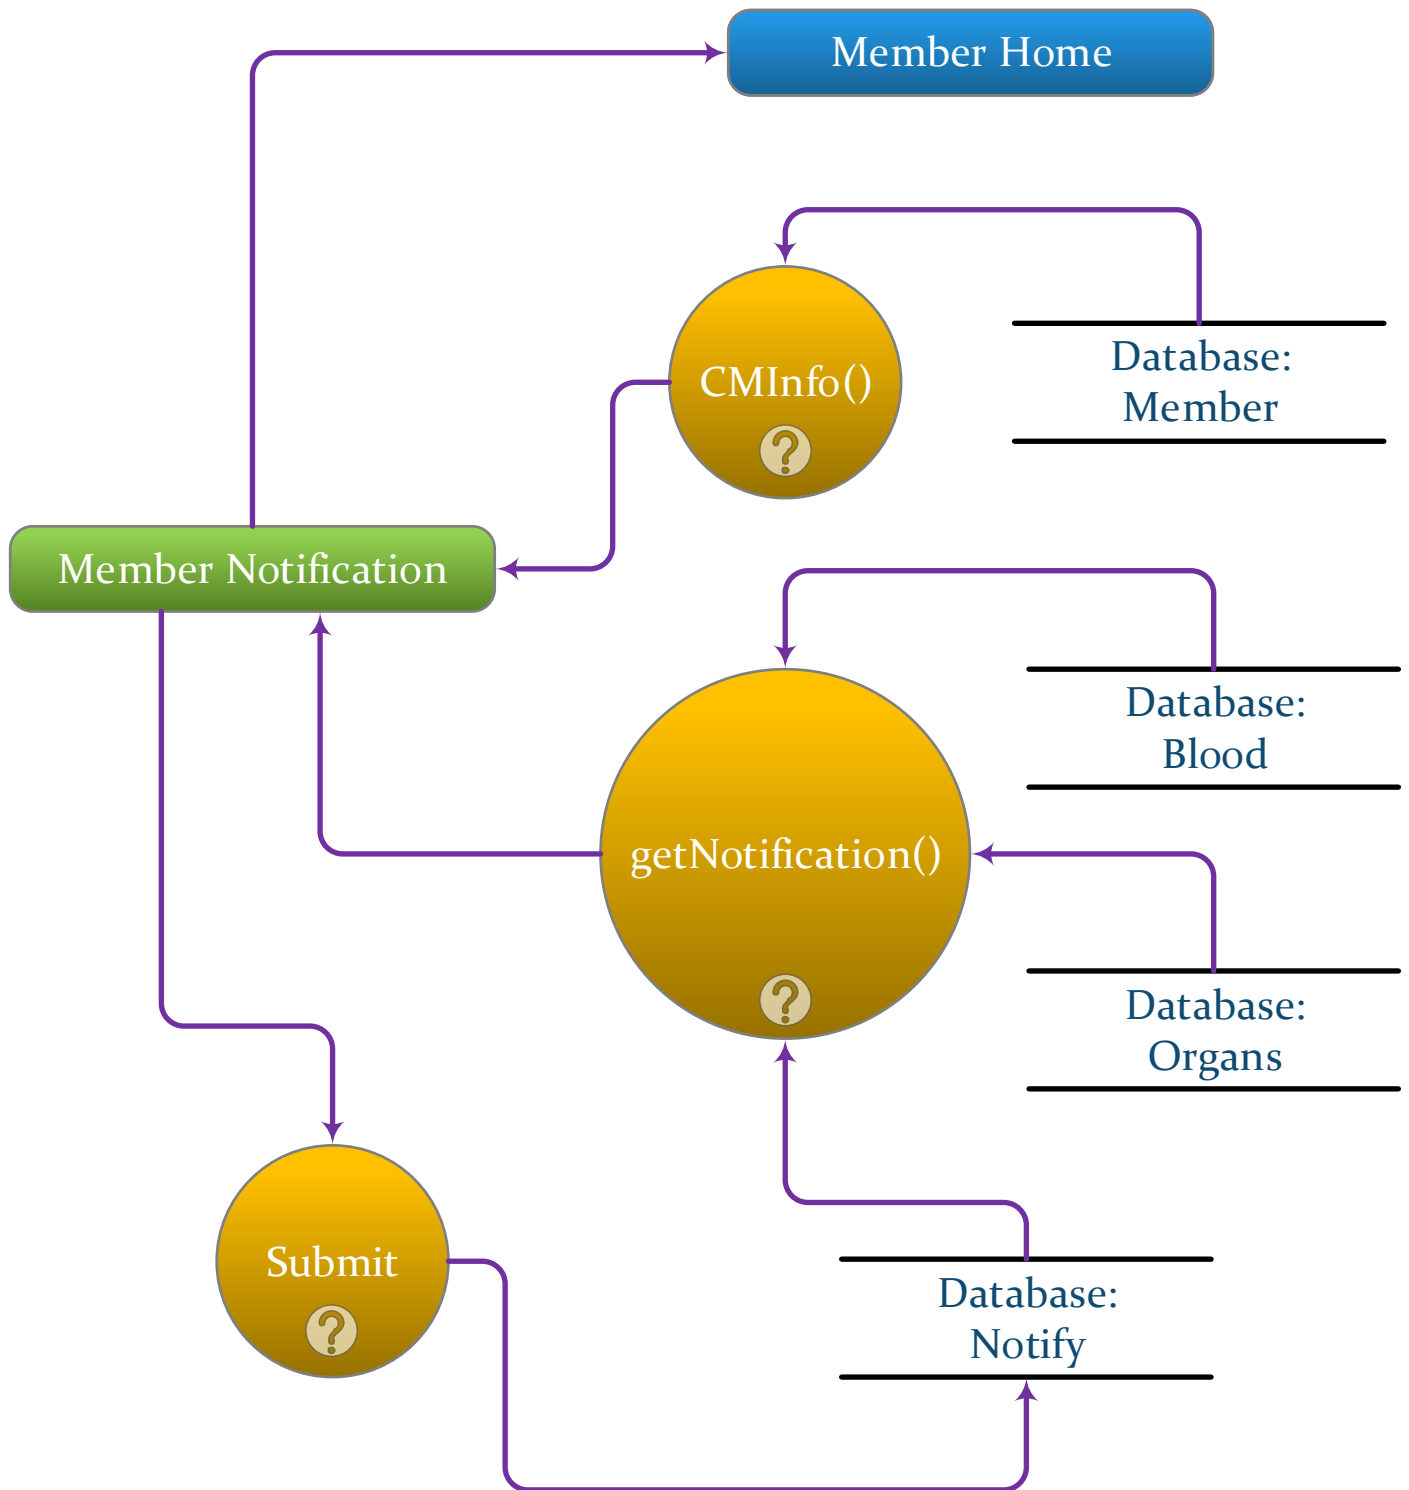 Member Home
Database:
Member
CMInfo()
?
Member Notification
Database:
Blood
getNotification()
?
Database:
Organs
Submit
?
Database:
Notify